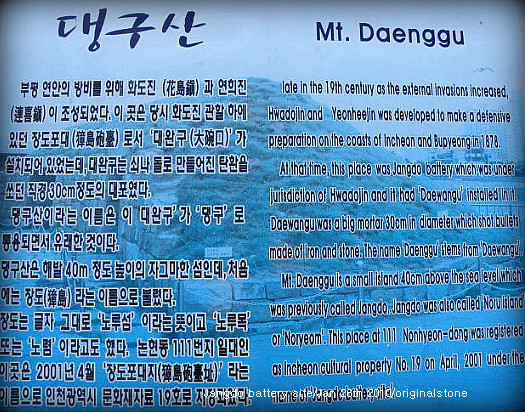 댕구산
부평 연안의 방비를 위해 화도진 (花島鎭) 과 연희진
(連喜鎭) 이 조성되었다. 이 곳은 당시 화도진 관할 하에
있던 장도포대 (獐島砲臺) 로서 '대완구 (大碗口)' 가
설치되어 있었는데, 대완구는 쇠나 돌로 만들어진 탄환을
쏘던 직경 30cm정도의 대포였다.
댕구산이라는 이름은 이 '대완구' 가 '댕구' 로
통용되면서 유래한 것이다.
댕구산은 해발 40m 정도 높이의 자그마한 섬인데, 처음
에는 장도(獐島) 라는 이름으로 불렸다.
장도는 글자 그대로 '노루섬' 이라는 뜻이고 '노루목'
또는 '노렴' 이라고도 했다. 논현동 111번지 일대인
이곳은 2001년 4월 '장도포대지(獐島砲臺址)' 라는
이름으로 인천광역시 문화재자료 19호로 지정되었다.
Mt. Daenggu
late in the 19th century as the external invasions increased,
Hwadojin and Yeonheejin was developed to make a defensive
preparation on the coasts of Incheon and Bupyeong in, 1878.
At that time, this place was Jangdo battery which was under
jurisdiction of Hwadojin and it had 'Daewangu' installed in it.
Daewangu was a big mortar 30cm in diameter which shot bullets
made of iron and stone. The name 'Daenggu' stems from 'Daewangu'.
Mt. Daenggu is a small island 40cm above the sea level which
was previously called Jangdo. Jangdo was also called 'Noru Island'
or 'Noryeom'. This place at 111 Nonhyeon-dong was registered
as Incheon cultural property No. 19 on April, 2001 under the
name of 'Jangdo battery site'.
Jangdo battery
2010/originalstone